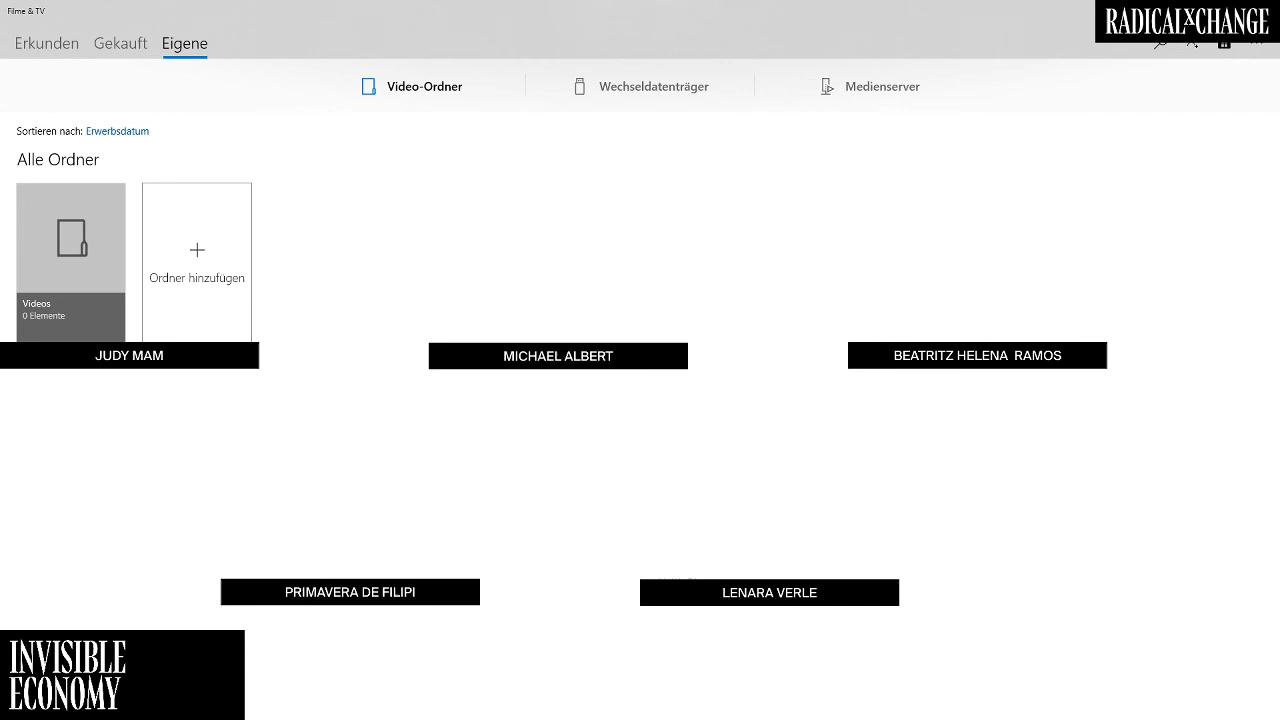 Filme & TV
RADICALXCHANGE
Erkunden Gekauft Eigene
Video-Ordner Wechseldatenträger Medienserver
Sortieren nach: Erwerbsdatum
Alle Ordner
Ordner hinzufügen
Videos
0 Elemente
JUDY MAM
MICHAEL ALBERT
BEATRITZ HELENA RAMOS
PRIMAVERA DE FILIPI
LENARA VERLE
INVISIBLE
ECONOMY